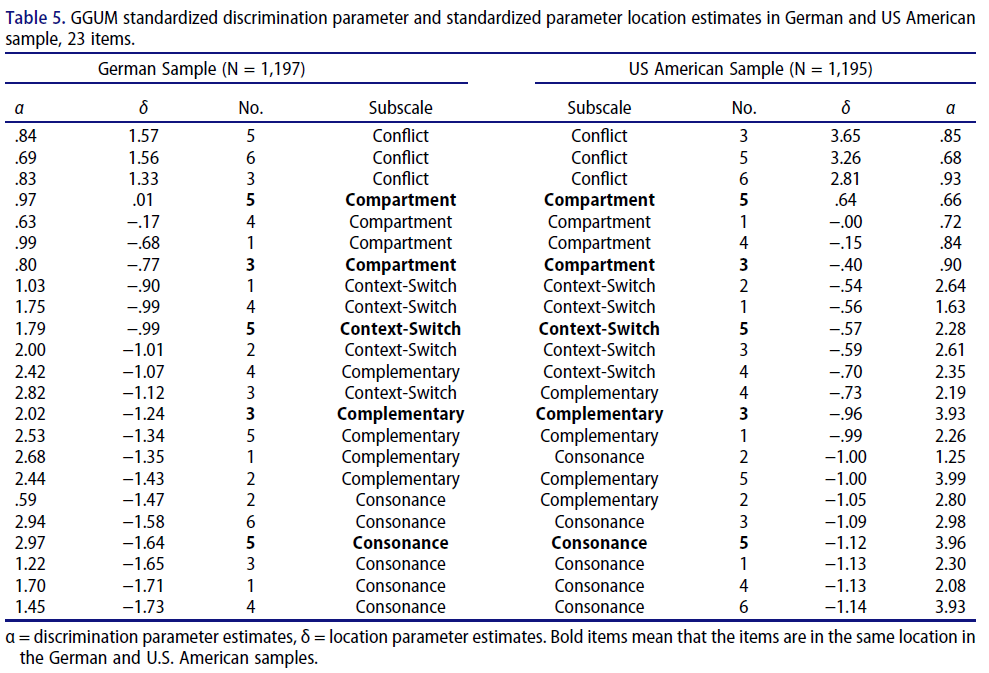 Table 5. GGUM standardized discrimination parameter and standardized parameter location estimates in German and US American
sample, 23 items.
German Sample (N = 1,197) US American Sample (N = 1,195)
α δ No. Subscale Subscale No. δ α
.84 1.57 5 Conflict Conflict 3 3.65 .85
.69 1.56 6 Conflict Conflict 5 3.26 .68
.83 1.33 3 Conflict Conflict 6 2.81 .93
.97 .01 5 Compartment Compartment 5 .64 .66
.63 −.17 4 Compartment Compartment 1 −.00 .72
.99 −.68 1 Compartment Compartment 4 −.15 .84
.80 −.77 3 Compartment Compartment 3 −.40 .90
1.03 −.90 1 Context-Switch Context-Switch 2 −.54 2.64
1.75 −.99 4 Context-Switch Context-Switch 1 −.56 1.63
1.79 −.99 5 Context-Switch Context-Switch 5 −.57 2.28
2.00 −1.01 2 Context-Switch Context-Switch 3 −.59 2.61
2.42 −1.07 4 Complementary Context-Switch 4 −.70 2.35
2.82 −1.12 3 Context-Switch Complementary 4 −.73 2.19
2.02 −1.24 3 Complementary Complementary 3 −.96 3.93
2.53 −1.34 5 Complementary Complementary 1 −.99 2.26
2.68 −1.35 1 Complementary Consonance 2 −1.00 1.25
2.44 −1.43 2 Complementary Complementary 5 −1.00 3.99
.59 −1.47 2 Consonance Complementary 2 −1.05 2.80
2.94 −1.58 6 Consonance Consonance 3 −1.09 2.98
2.97 −1.64 5 Consonance Consonance 5 −1.12 3.96
1.22 −1.65 3 Consonance Consonance 1 −1.13 2.30
1.70 −1.71 1 Consonance Consonance 4 −1.13 2.08
1.45 −1.73 4 Consonance Consonance 6 −1.14 3.93
α = discrimination parameter estimates, δ = location parameter estimates. Bold items mean that the items are in the same location in
the German and U.S. American samples.